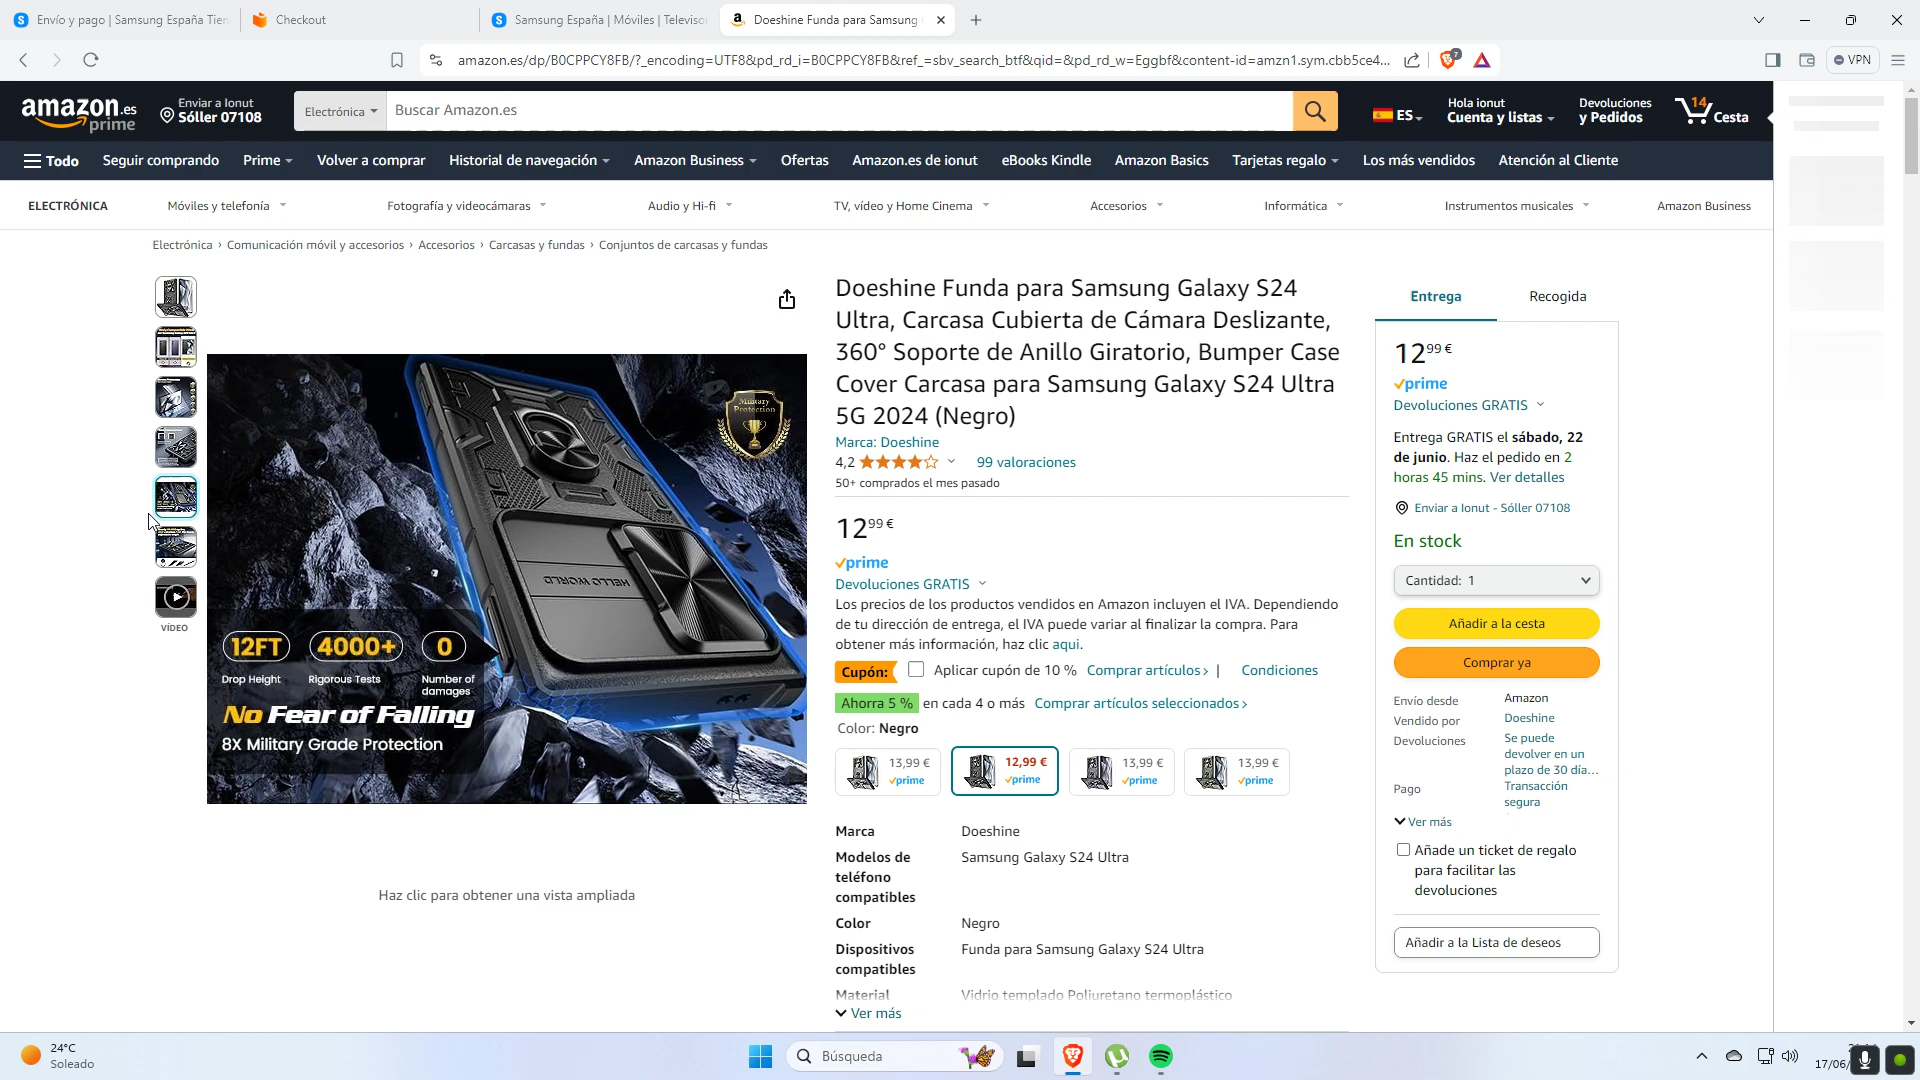 Envío y pago | Samsung España Tien
Checkout
Samsung España | Móviles | Televiso
Doeshine Funda para Samsung
amazon.es/dp/B0CPPCY8FB/?_encoding=UTF8&pd_rd_i=B0CPPCY8FB&ref_=sbv_search_btf&qid=&pd_rd_w=Eggbf&content-id=amzn1.sym.cbb5ce4...
7
VPN
amazon.es
prime
Enviar a Ionut
Sóller 07108
Electrónica
Buscar Amazon.es
ES
Hola ionut
Cuenta y listas
Devoluciones
y Pedidos
14
Cesta
Todo
Seguir comprando
Prime
Volver a comprar
Historial de navegación
Amazon Business
Ofertas
Amazon.es de ionut
eBooks Kindle
Amazon Basics
Tarjetas regalo
Los más vendidos
Atención al Cliente
ELECTRÓNICA
Móviles y telefonía
Fotografía y videocámaras
Audio y Hi-fi
TV, vídeo y Home Cinema
Accesorios
Informática
Instrumentos musicales
Amazon Business
Electrónica › Comunicación móvil y accesorios › Accesorios › Carcasas y fundas › Conjuntos de carcasas y fundas
VÍDEO
Military
Protection
HELLO WORLD
12FT
Drop Height
4000+
Rigorous Tests
0
Number of
damages
No Fear of Falling
8X Military Grade Protection
Haz clic para obtener una vista ampliada
Doeshine Funda para Samsung Galaxy S24
Ultra, Carcasa Cubierta de Cámara Deslizante,
360° Soporte de Anillo Giratorio, Bumper Case
Cover Carcasa para Samsung Galaxy S24 Ultra
5G 2024 (Negro)
Marca: Doeshine
4,2
99 valoraciones
50+ comprados el mes pasado
12,99 €
prime
Devoluciones GRATIS
Los precios de los productos vendidos en Amazon incluyen el IVA. Dependiendo
de tu dirección de entrega, el IVA puede variar al finalizar la compra. Para
obtener más información, haz clic aqui.
Cupón: Aplicar cupón de 10 % Comprar artículos › | Condiciones
Ahorra 5 % en cada 4 o más Comprar artículos seleccionados ›
Color: Negro
13,99 €
prime
12,99 €
prime
13,99 €
prime
13,99 €
prime
Marca
Doeshine
Modelos de
teléfono
compatibles
Samsung Galaxy S24 Ultra
Color
Negro
Dispositivos
compatibles
Funda para Samsung Galaxy S24 Ultra
Material
Vidrio templado Poliuretano termoplástico
Ver más
Entrega
Recogida
12,99 €
prime
Devoluciones GRATIS
Entrega GRATIS el sábado, 22
de junio. Haz el pedido en 2
horas 45 mins. Ver detalles
Enviar a Ionut - Sóller 07108
En stock
Cantidad: 1
Añadir a la cesta
Comprar ya
Envío desde
Amazon
Vendido por
Doeshine
Devoluciones
Se puede
devolver en un
plazo de 30 día...
Pago
Transacción
segura
Ver más
Añade un ticket de regalo
para facilitar las
devoluciones
Añadir a la Lista de deseos
24°C
Soleado
Búsqueda
17/06/